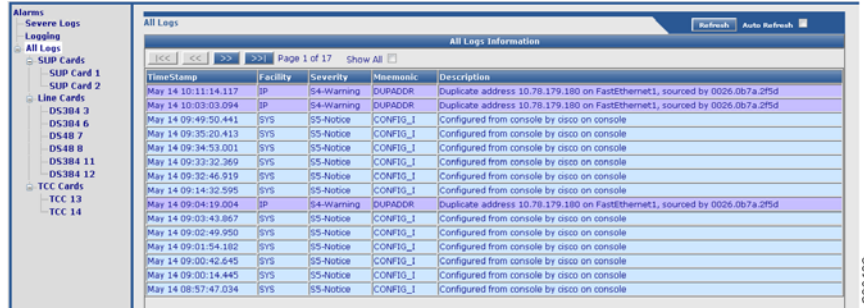 Alarms
Severe Logs
Logging
All Logs
SUP Cards
SUP Card 1
SUP Card 2
Line Cards
DS384 3
DS384 6
DS48 7
DS48 8
DS384 11
DS384 12
TCC Cards
TCC 13
TCC 14
All Logs
Refresh Auto Refresh
All Logs Information
|<< << >> >>| Page 1 of 17 Show All
TimeStamp Facility Severity Mnemonic Description
May 14 10:11:14.117 IP S4-Warning DUPADDR Duplicate address 10.78.179.180 on FastEthernet1, sourced by 0026.0b7a.2f5d
May 14 10:03:03.094 IP S4-Warning DUPADDR Duplicate address 10.78.179.180 on FastEthernet1, sourced by 0026.0b7a.2f5d
May 14 09:49:50.441 SYS S5-Notice CONFIG_I Configured from console by cisco on console
May 14 09:35:20.413 SYS S5-Notice CONFIG_I Configured from console by cisco on console
May 14 09:34:53.001 SYS S5-Notice CONFIG_I Configured from console by cisco on console
May 14 09:33:32.369 SYS S5-Notice CONFIG_I Configured from console by cisco on console
May 14 09:32:46.919 SYS S5-Notice CONFIG_I Configured from console by cisco on console
May 14 09:14:32.595 SYS S5-Notice CONFIG_I Configured from console by cisco on console
May 14 09:04:19.004 IP S4-Warning DUPADDR Duplicate address 10.78.179.180 on FastEthernet1, sourced by 0026.0b7a.2f5d
May 14 09:03:43.867 SYS S5-Notice CONFIG_I Configured from console by cisco on console
May 14 09:02:49.950 SYS S5-Notice CONFIG_I Configured from console by cisco on console
May 14 09:01:54.182 SYS S5-Notice CONFIG_I Configured from console by cisco on console
May 14 09:00:42.645 SYS S5-Notice CONFIG_I Configured from console by cisco on console
May 14 09:00:14.445 SYS S5-Notice CONFIG_I Configured from console by cisco on console
May 14 08:57:47.034 SYS S5-Notice CONFIG_I Configured from console by cisco on console